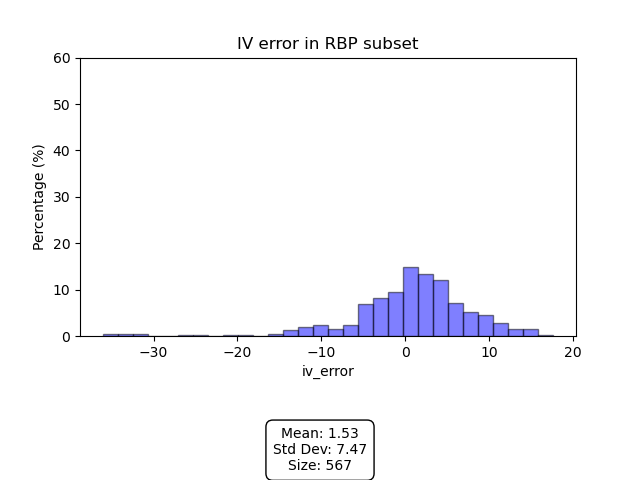 IV error in RBP subset
60
50
40
30
20
10
0
Percentage (%)
−30 −20 −10 0 10 20
iv_error
Mean: 1.53
Std Dev: 7.47
Size: 567